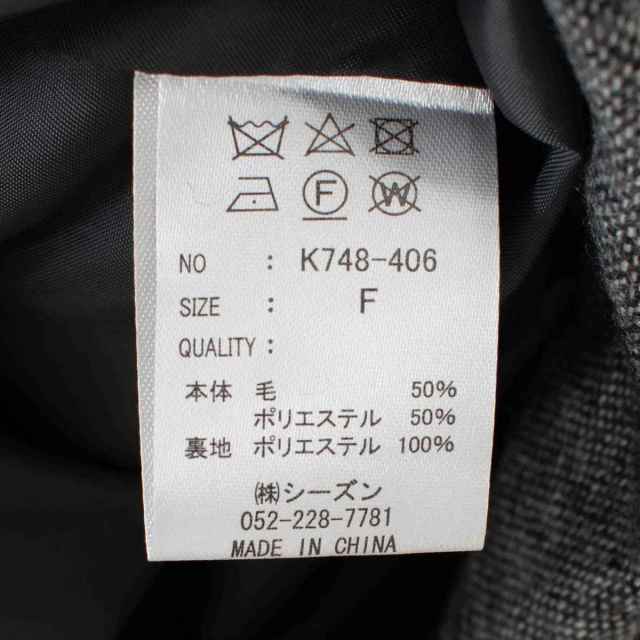 F W
NO : K748-406
SIZE : F
QUALITY :
本体 毛 50%
ポリエステル 50%
裏地 ポリエステル 100%
㈱シーズン
052-228-7781
MADE IN CHINA